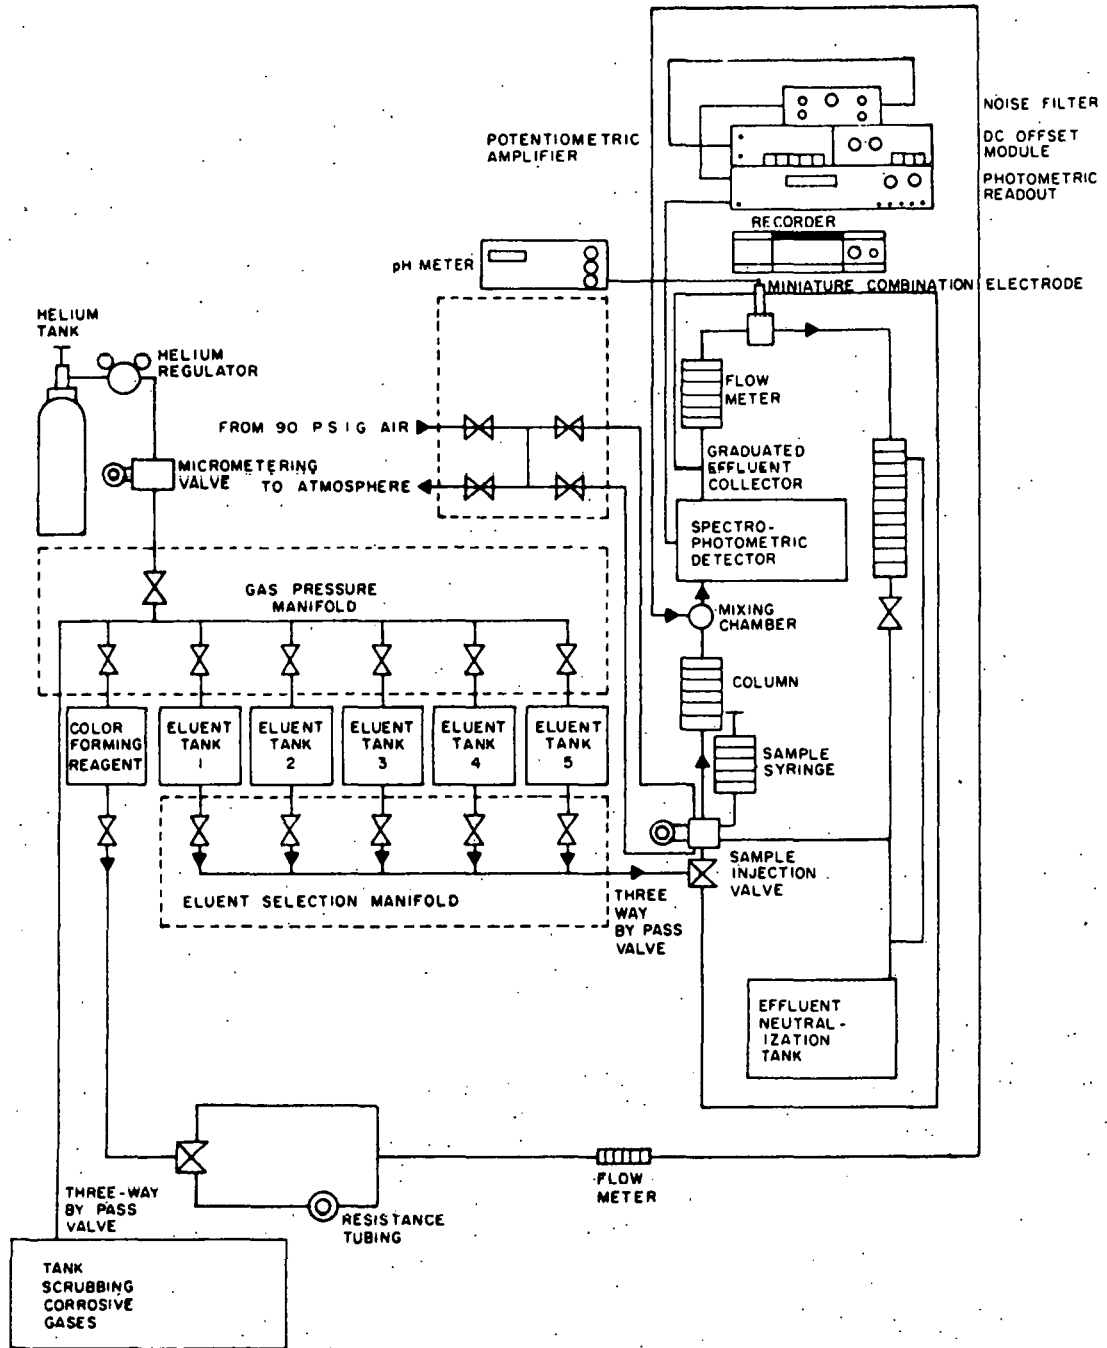 NOISE FILTER
POTENTIOMETRIC
AMPLIFIER
DC OFFSET
MODULE
PHOTOMETRIC
READOUT
RECORDER
pH METER
MINIATURE COMBINATION ELECTRODE
HELIUM
TANK
HELIUM
REGULATOR
FLOW
METER
FROM 90 PSIG AIR
GRADUATED
EFFLUENT
COLLECTOR
MICROMETERING
VALVE
TO ATMOSPHERE
SPECTRO-
PHOTOMETRIC
DETECTOR
GAS PRESSURE
MANIFOLD
MIXING
CHAMBER
COLUMN
COLOR
FORMING
REAGENT
ELUENT
TANK
1
ELUENT
TANK
2
ELUENT
TANK
3
ELUENT
TANK
4
ELUENT
TANK
5
SAMPLE
SYRINGE
SAMPLE
INJECTION
VALVE
ELUENT SELECTION MANIFOLD
THREE
WAY
BY PASS
VALVE
EFFLUENT
NEUTRAL-
IZATION
TANK
THREE-WAY
BY PASS
VALVE
RESISTANCE
TUBING
FLOW
METER
TANK
SCRUBBING
CORROSIVE
GASES